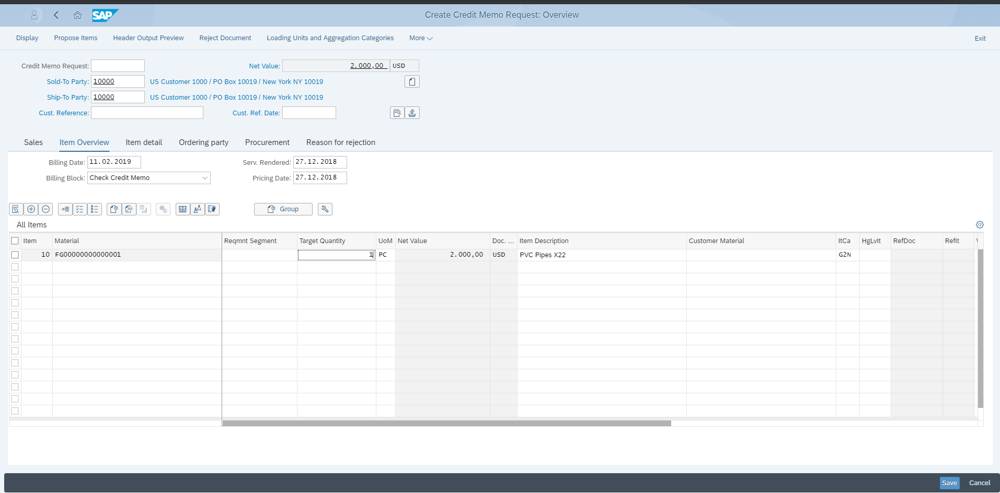 SAP
Create Credit Memo Request: Overview
Display Propose Items Header Output Preview Reject Document Loading Units and Aggregation Categories More Exit
Credit Memo Request: Net Value: 2.000,00 USD
Sold-To Party: 10000 US Customer 1000 / PO Box 10019 / New York NY 10019
Ship-To Party: 10000 US Customer 1000 / PO Box 10019 / New York NY 10019
Cust. Reference: Cust. Ref. Date:
Sales Item Overview Item detail Ordering party Procurement Reason for rejection
Billing Date: 11.02.2019 Serv. Rendered: 27.12.2018
Billing Block: Check Credit Memo Pricing Date: 27.12.2018
Group
All Items
Item Material Reqmnt Segment Target Quantity UoM Net Value Doc. ... Item Description Customer Material ItCa HgLvIt RefDoc RefIt
10 FG00000000000001 1 PC 2.000,00 USD PVC Pipes X22 G2N
Save Cancel